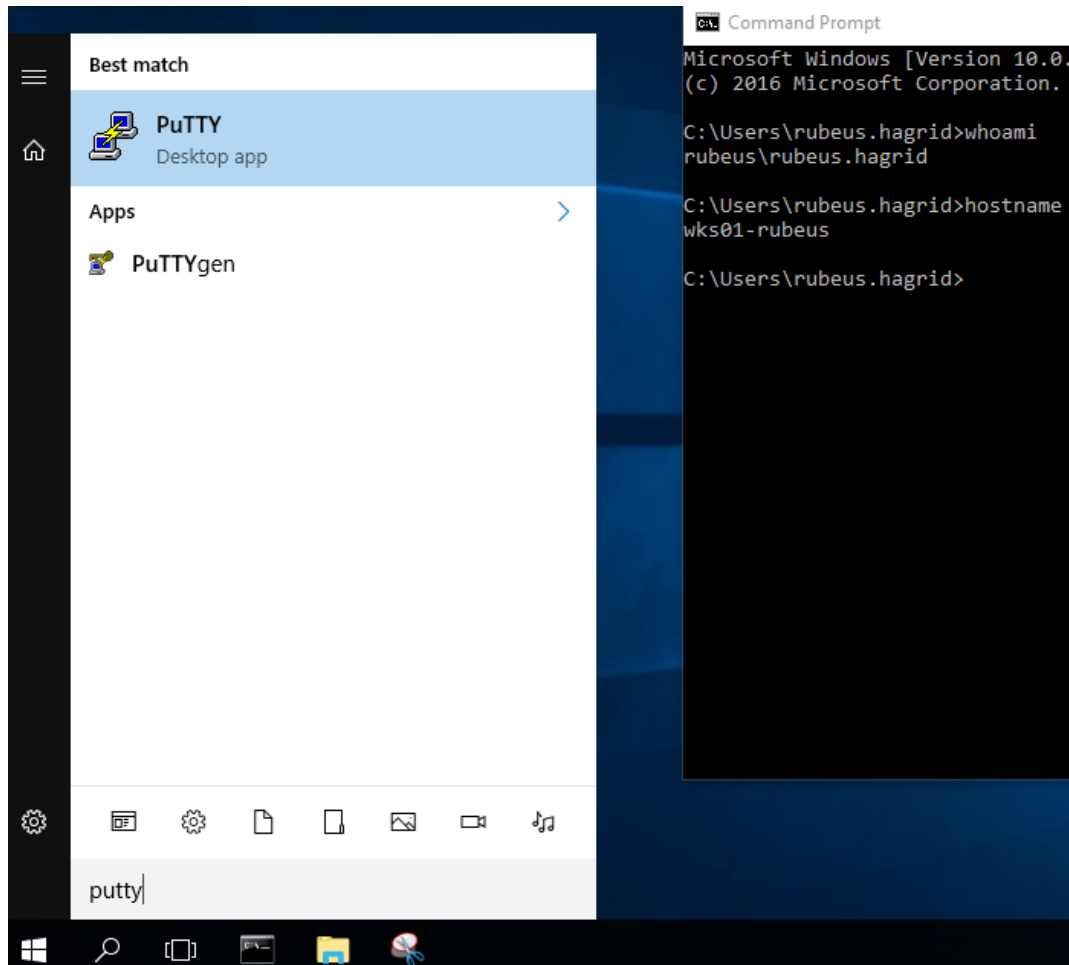 Best match
PuTTY
Desktop app
Apps
PuTTYgen
putty
Command Prompt
Microsoft Windows [Version 10.0.
(c) 2016 Microsoft Corporation.
C:\Users\rubeus.hagrid>whoami
rubeus\rubeus.hagrid
C:\Users\rubeus.hagrid>hostname
wks01-rubeus
C:\Users\rubeus.hagrid>